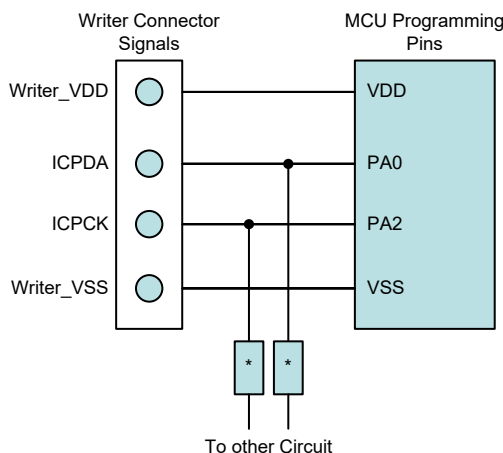 Writer Connector
Signals
MCU Programming
Pins
Writer_VDD
VDD
ICPDA
PA0
ICPCK
PA2
Writer_VSS
VSS
*
*
To other Circuit